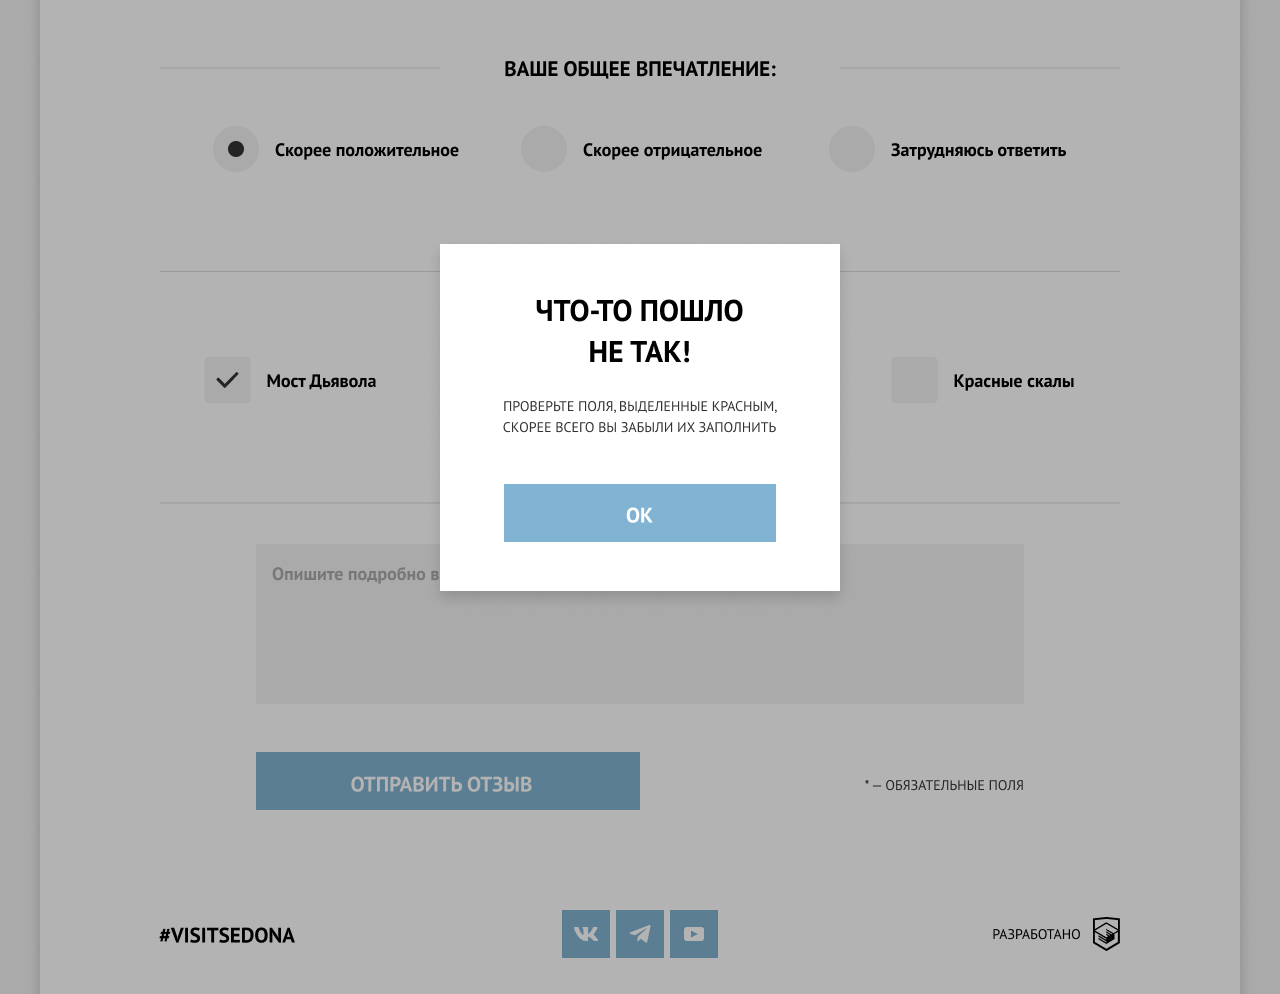 ВАШЕ ОБЩЕЕ ВПЕЧАТЛЕНИЕ:
Скорее положительное
Скорее отрицательное
Затрудняюсь ответить
ЧТО-ТО ПОШЛО
НЕ ТАК!
Мост Дьявола
Красные скалы
ПРОВЕРЬТЕ ПОЛЯ, ВЫДЕЛЕННЫЕ КРАСНЫМ,
СКОРЕЕ ВСЕГО ВЫ ЗАБЫЛИ ИХ ЗАПОЛНИТЬ
ОК
Опишите подробно в
ОТПРАВИТЬ ОТЗЫВ
* — ОБЯЗАТЕЛЬНЫЕ ПОЛЯ
#VISITSEDONA
РАЗРАБОТАНО